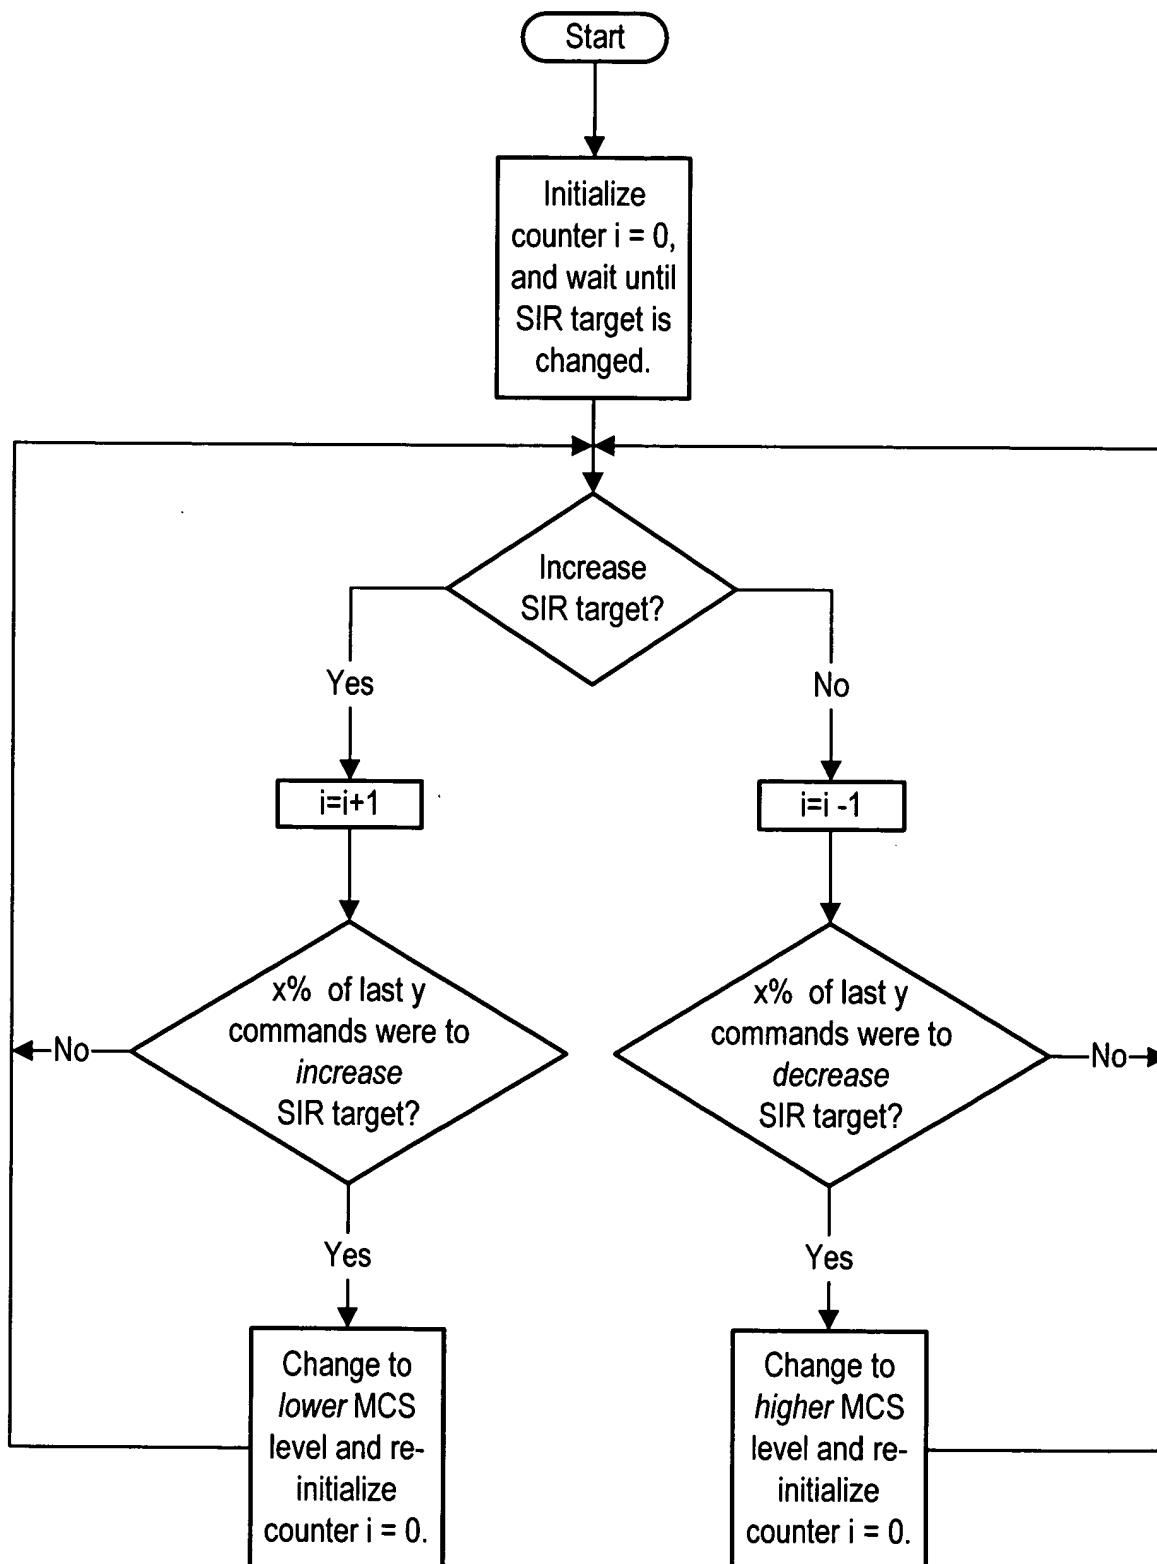 Start
Initialize
counter i = 0,
and wait until
SIR target is
changed.
Increase
SIR target?
Yes
No
i=i+1
i=i -1
x% of last y
commands were to
increase
SIR target?
No
x% of last y
commands were to
decrease
SIR target?
No
Yes
Yes
Change to
lower MCS
level and re-
initialize
counter i = 0.
Change to
higher MCS
level and re-
initialize
counter i = 0.